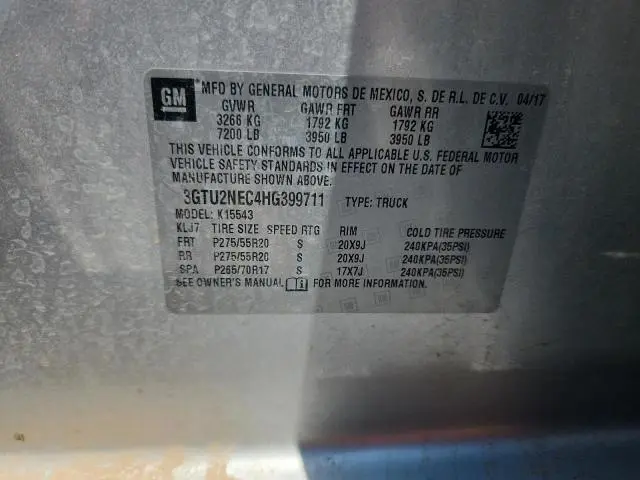 GM
MFD BY GENERAL MOTORS DE MEXICO, S. DE R.L. DE C.V. 04/17
GVWR GAWR FRT GAWR RR
3266 KG 1792 KG 1792 KG
7200 LB 3950 LB 3950 LB
THIS VEHICLE CONFORMS TO ALL APPLICABLE U.S. FEDERAL MOTOR
VEHICLE SAFETY STANDARDS IN EFFECT ON THE DATE OF
MANUFACTURE SHOWN ABOVE.
3GTU2NEC4HG399711 TYPE: TRUCK
MODEL: K15543
KLJ7 TIRE SIZE SPEED RTG RIM COLD TIRE PRESSURE
FRT P275/55R20 S 20X9J 240KPA(35PSI)
RR P275/55R20 S 20X9J 240KPA(35PSI)
SPA P265/70R17 S 17X7J 240KPA(35PSI)
SEE OWNER'S MANUAL FOR MORE INFORMATION.